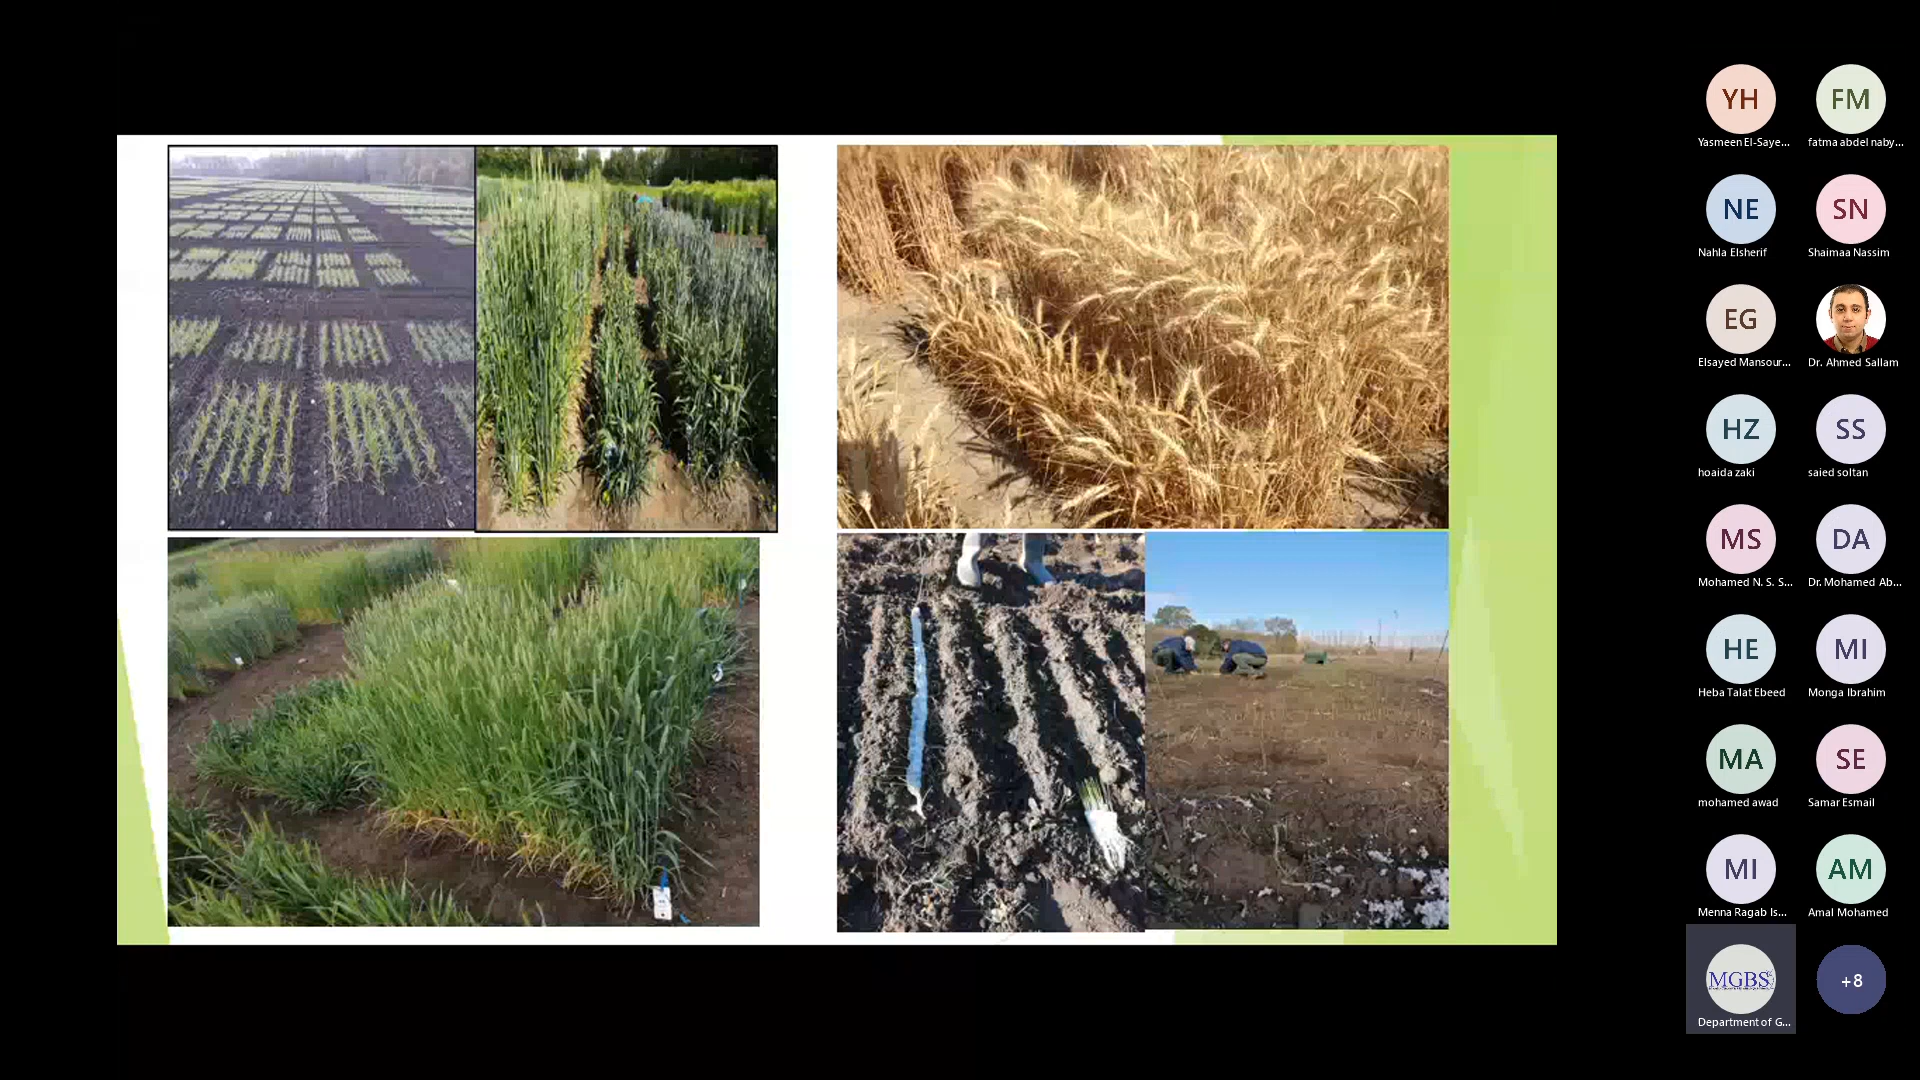 YH
FM
Yasmeen El-Saye...
fatma abdel naby...
NE
SN
Nahla Elsherif
Shaimaa Nassim
EG
Elsayed Mansour...
Dr. Ahmed Sallam
HZ
SS
hoaida zaki
saied soltan
MS
DA
Mohamed N. S. S...
Dr. Mohamed Ab...
HE
MI
Heba Talat Ebeed
Monga Ibrahim
MA
SE
mohamed awad
Samar Esmail
MI
AM
Menna Ragab Is...
Amal Mohamed
MGBS
+8
Department of G...